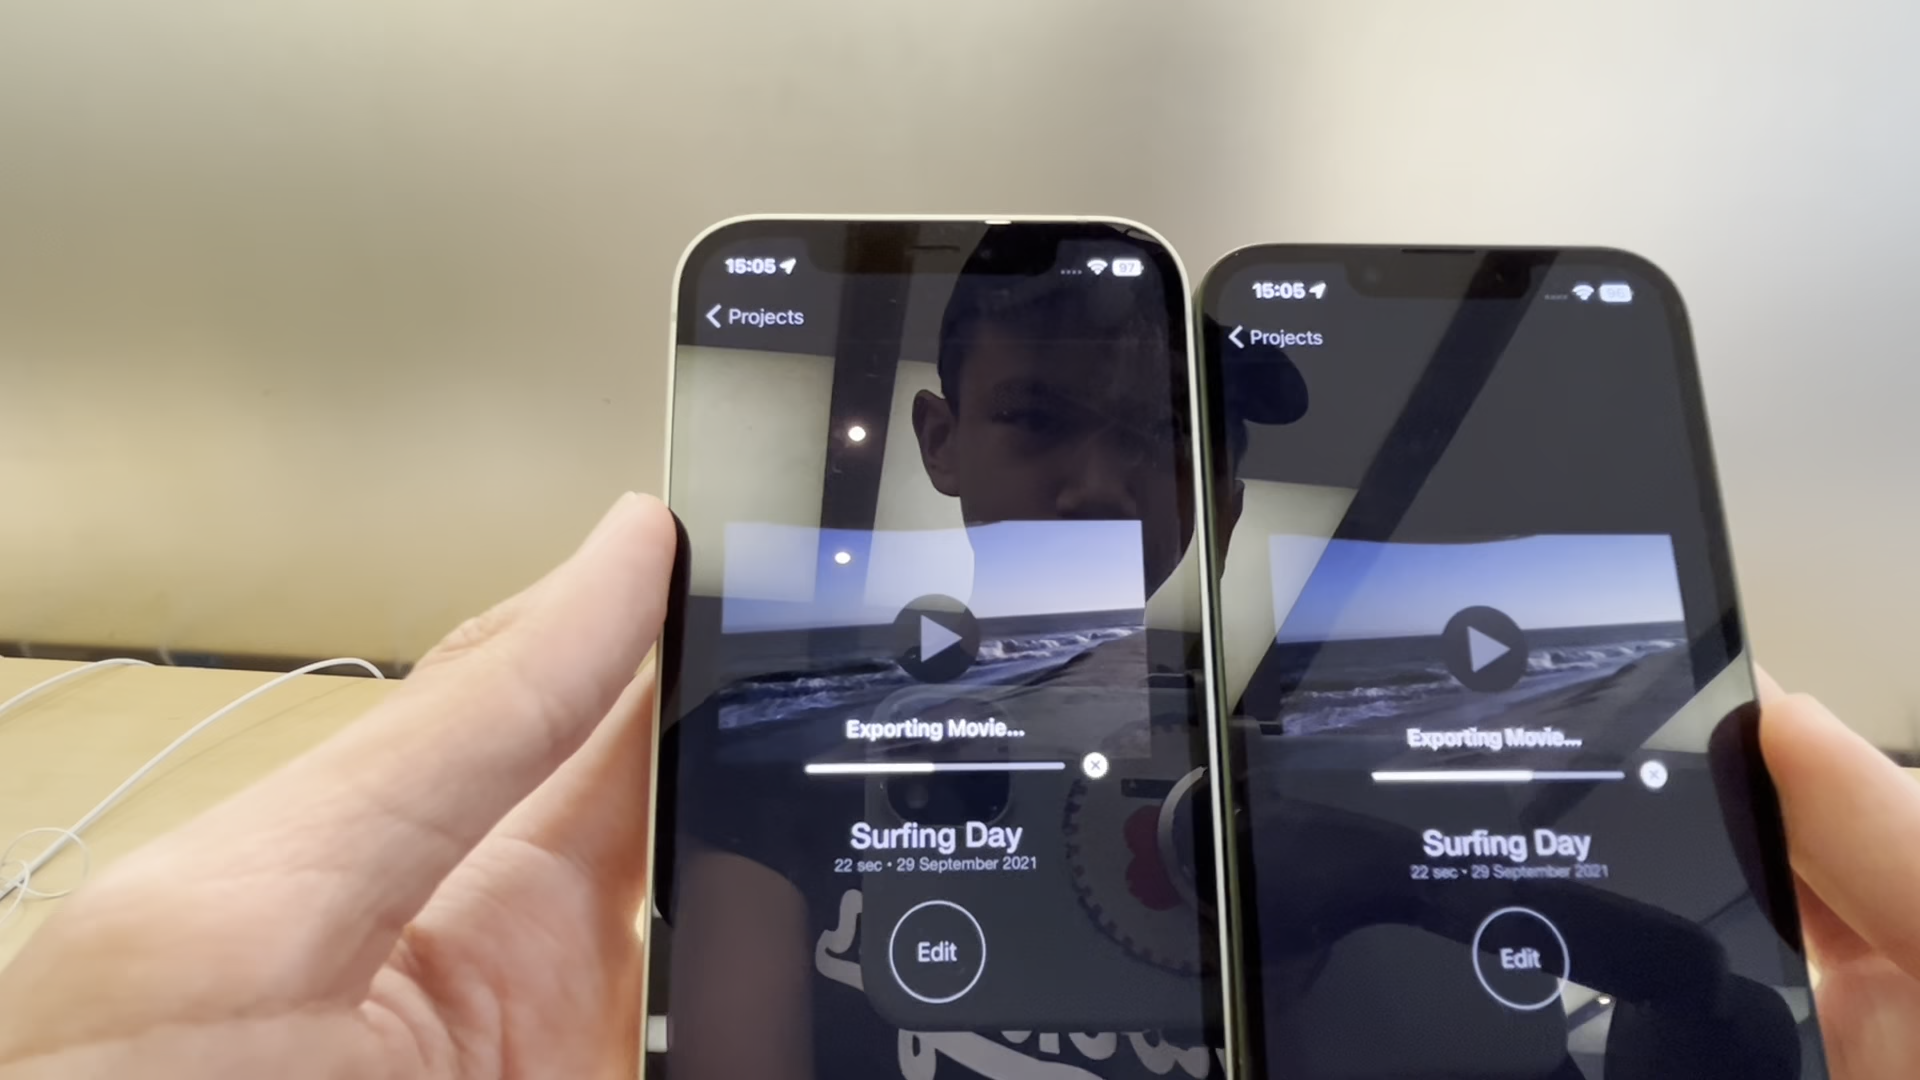 15:05
97
Projects
Exporting Movie...
Surfing Day
22 sec • 29 September 2021
Edit
15:05
Projects
Exporting Movie...
Surfing Day
22 sec • 29 September 2021
Edit